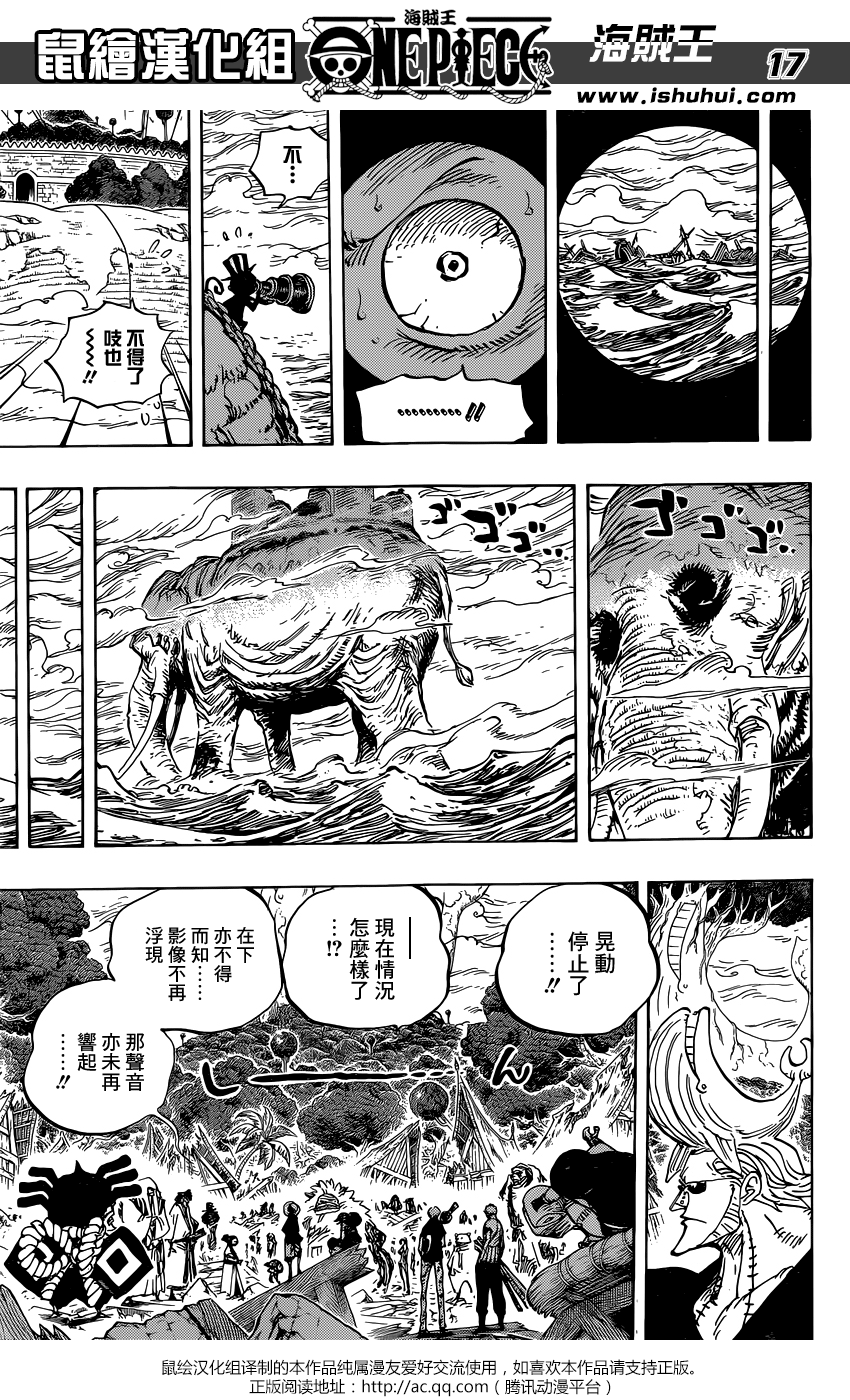 鼠繪漢化組
海賊王
ONE PIECE
海賊王
17
www.ishuhui.com
…………!!
不…
不得了
吱也
~~~!!
ゴゴゴ…
ゴゴゴ…
晃動
停止了
……!!
現在情況
怎麼樣了
…!?
在下
亦不得
而知……
影像不再
浮現
那聲音
亦未再
響起
……!!
しーーん
鼠绘汉化组译制的本作品纯属漫友爱好交流使用，如喜欢本作品请支持正版。
正版阅读地址：http://ac.qq.com（腾讯动漫平台）